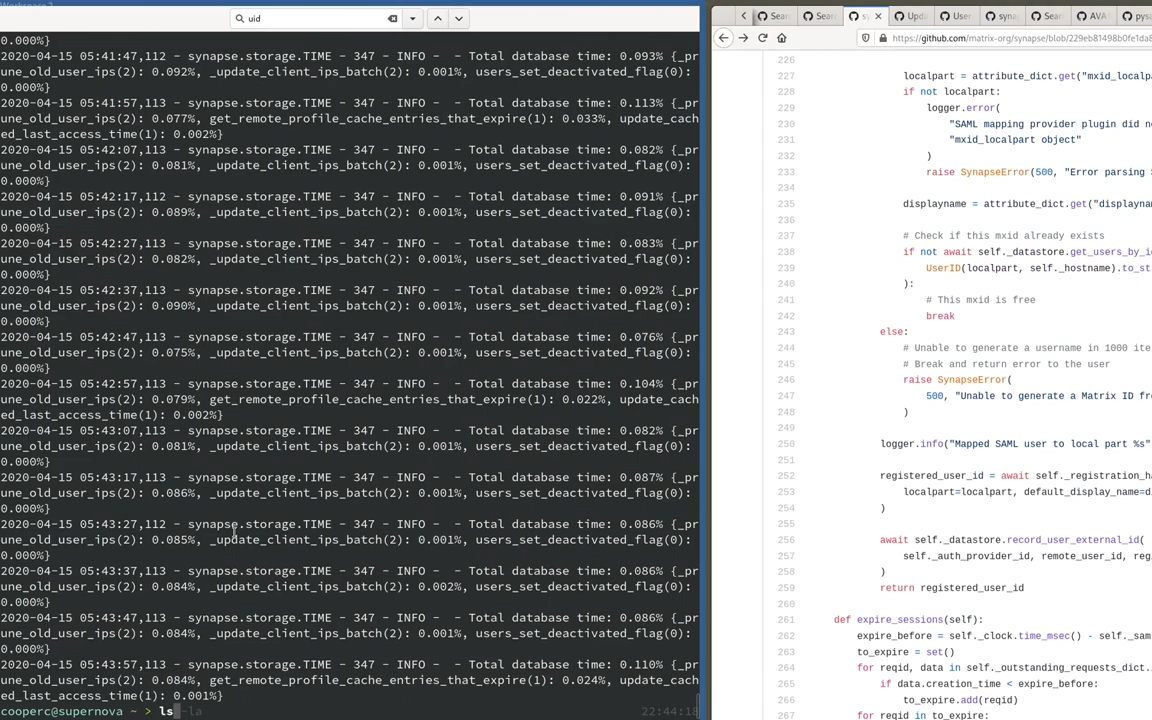 uid
0.000%}
2020-04-15 05:41:47,112 - synapse.storage.TIME - 347 - INFO -  - Total database time: 0.093% {_pr
une_old_user_ips(2): 0.092%, _update_client_ips_batch(2): 0.001%, users_set_deactivated_flag(0):
0.000%}
2020-04-15 05:41:57,113 - synapse.storage.TIME - 347 - INFO -  - Total database time: 0.113% {_pr
une_old_user_ips(2): 0.077%, get_remote_profile_cache_entries_that_expire(1): 0.033%, update_cach
ed_last_access_time(1): 0.002%}
2020-04-15 05:42:07,113 - synapse.storage.TIME - 347 - INFO -  - Total database time: 0.082% {_pr
une_old_user_ips(2): 0.081%, _update_client_ips_batch(2): 0.001%, users_set_deactivated_flag(0):
0.000%}
2020-04-15 05:42:17,113 - synapse.storage.TIME - 347 - INFO -  - Total database time: 0.091% {_pr
une_old_user_ips(2): 0.089%, _update_client_ips_batch(2): 0.001%, users_set_deactivated_flag(0):
0.000%}
2020-04-15 05:42:27,113 - synapse.storage.TIME - 347 - INFO -  - Total database time: 0.083% {_pr
une_old_user_ips(2): 0.082%, _update_client_ips_batch(2): 0.001%, users_set_deactivated_flag(0):
0.000%}
2020-04-15 05:42:37,113 - synapse.storage.TIME - 347 - INFO -  - Total database time: 0.092% {_pr
une_old_user_ips(2): 0.090%, _update_client_ips_batch(2): 0.001%, users_set_deactivated_flag(0):
0.000%}
2020-04-15 05:42:47,113 - synapse.storage.TIME - 347 - INFO -  - Total database time: 0.076% {_pr
une_old_user_ips(2): 0.075%, _update_client_ips_batch(2): 0.001%, users_set_deactivated_flag(0):
0.000%}
2020-04-15 05:42:57,113 - synapse.storage.TIME - 347 - INFO -  - Total database time: 0.104% {_pr
une_old_user_ips(2): 0.079%, get_remote_profile_cache_entries_that_expire(1): 0.022%, update_cach
ed_last_access_time(1): 0.002%}
2020-04-15 05:43:07,113 - synapse.storage.TIME - 347 - INFO -  - Total database time: 0.082% {_pr
une_old_user_ips(2): 0.081%, _update_client_ips_batch(2): 0.001%, users_set_deactivated_flag(0):
0.000%}
2020-04-15 05:43:17,113 - synapse.storage.TIME - 347 - INFO -  - Total database time: 0.087% {_pr
une_old_user_ips(2): 0.086%, _update_client_ips_batch(2): 0.001%, users_set_deactivated_flag(0):
0.000%}
2020-04-15 05:43:27,112 - synapse.storage.TIME - 347 - INFO -  - Total database time: 0.086% {_pr
une_old_user_ips(2): 0.085%, _update_client_ips_batch(2): 0.001%, users_set_deactivated_flag(0):
0.000%}
2020-04-15 05:43:37,113 - synapse.storage.TIME - 347 - INFO -  - Total database time: 0.086% {_pr
une_old_user_ips(2): 0.084%, _update_client_ips_batch(2): 0.002%, users_set_deactivated_flag(0):
0.000%}
2020-04-15 05:43:47,113 - synapse.storage.TIME - 347 - INFO -  - Total database time: 0.086% {_pr
une_old_user_ips(2): 0.084%, _update_client_ips_batch(2): 0.001%, users_set_deactivated_flag(0):
0.000%}
2020-04-15 05:43:57,113 - synapse.storage.TIME - 347 - INFO -  - Total database time: 0.110% {_pr
une_old_user_ips(2): 0.084%, get_remote_profile_cache_entries_that_expire(1): 0.024%, update_cach
ed_last_access_time(1): 0.001%}
cooperc@supernova ~ > ls -la 22:44:18
Sear Sear sy Upda User syna Sear AVA pysa
https://github.com/matrix-org/synapse/blob/229eb81498b0fe1da8
226
227 localpart = attribute_dict.get("mxid_localpa
228 if not localpart:
229 logger.error(
230 "SAML mapping provider plugin did no
231 "mxid_localpart object"
232 )
233 raise SynapseError(500, "Error parsing S
234
235 displayname = attribute_dict.get("displaynam
236
237 # Check if this mxid already exists
238 if not await self._datastore.get_users_by_id
239 UserID(localpart, self._hostname).to_st
240 ):
241 # This mxid is free
242 break
243 else:
244 # Unable to generate a username in 1000 ite
245 # Break and return error to the user
246 raise SynapseError(
247 500, "Unable to generate a Matrix ID fr
248 )
249
250 logger.info("Mapped SAML user to local part %s"
251
252 registered_user_id = await self._registration_ha
253 localpart=localpart, default_display_name=di
254 )
255
256 await self._datastore.record_user_external_id(
257 self._auth_provider_id, remote_user_id, reg
258 )
259 return registered_user_id
260
261 def expire_sessions(self):
262 expire_before = self._clock.time_msec() - self._sam
263 to_expire = set()
264 for reqid, data in self._outstanding_requests_dict.
265 if data.creation_time < expire_before:
266 to_expire.add(reqid)
267 for reqid in to_expire: